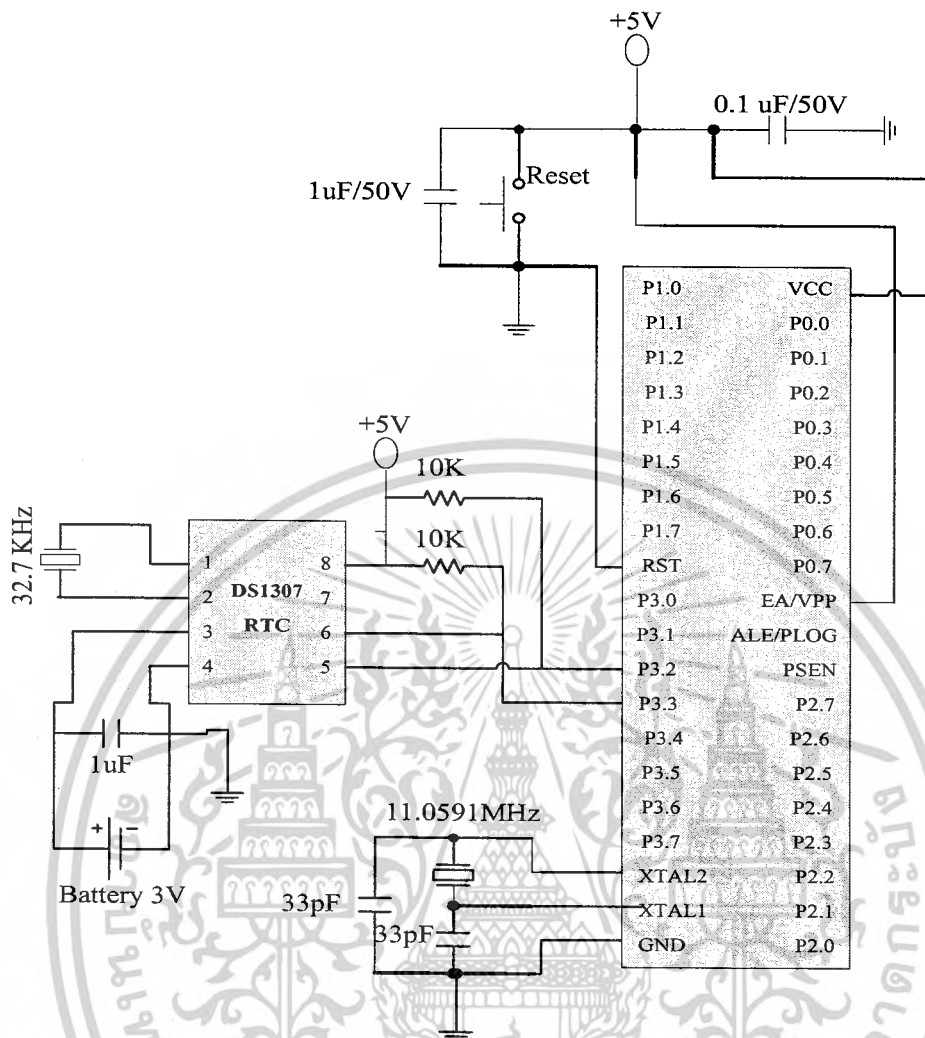 +5V
0.1 uF/50V
1uF/50V
Reset
P1.0 VCC
P1.1 P0.0
P1.2 P0.1
P1.3 P0.2
P1.4 P0.3
P1.5 P0.4
P1.6 P0.5
P1.7 P0.6
RST P0.7
P3.0 EA/VPP
P3.1 ALE/PLOG
P3.2 PSEN
P3.3 P2.7
P3.4 P2.6
P3.5 P2.5
P3.6 P2.4
P3.7 P2.3
XTAL2 P2.2
XTAL1 P2.1
GND P2.0
+5V
10K
10K
32.7 KHz
1 8
2 DS1307 7
3 RTC 6
4 5
1uF
+ -
Battery 3V
11.0591MHz
33pF
33pF